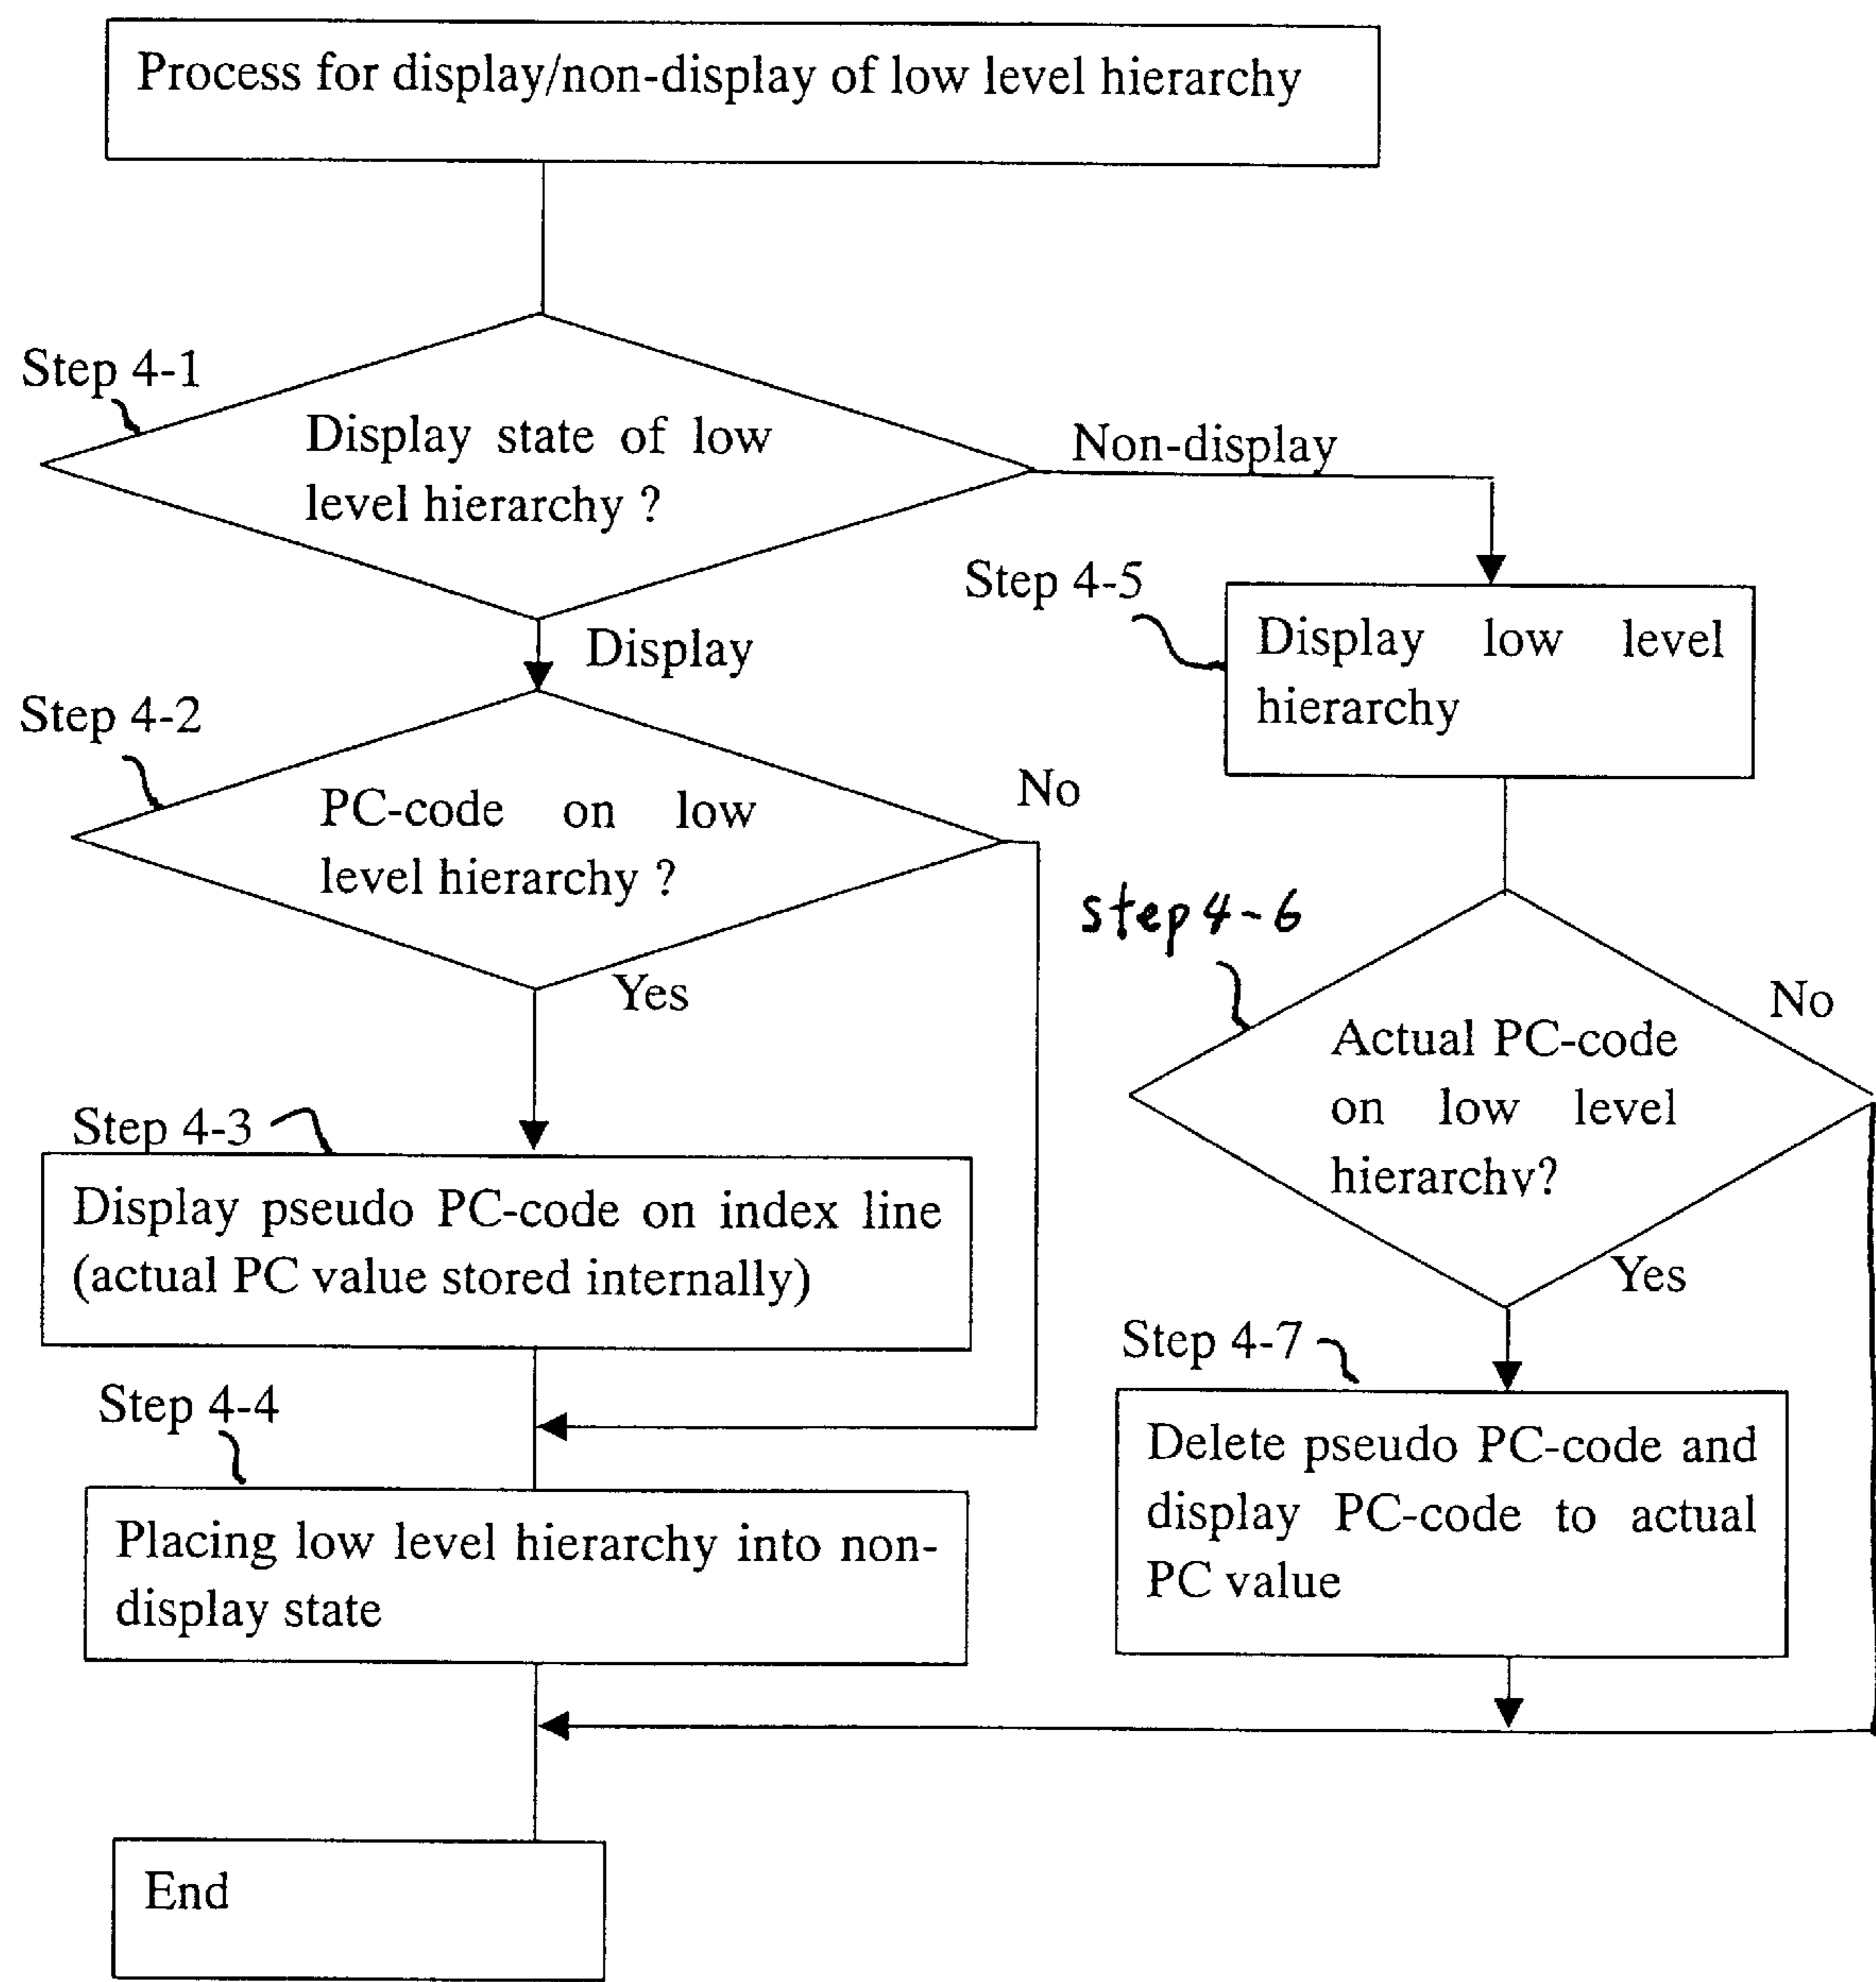 Process for display/non-display of low level hierarchy
Step 4-1
Display state of low
level hierarchy ?
Non-display
Display
Step 4-5
Display low level
hierarchy
Step 4-2
PC-code on low
level hierarchy ?
No
Yes
step 4-6
Actual PC-code
on low level
hierarchy?
No
Yes
Step 4-3
Display pseudo PC-code on index line
(actual PC value stored internally)
Step 4-4
Placing low level hierarchy into non-
display state
Step 4-7
Delete pseudo PC-code and
display PC-code to actual
PC value
End